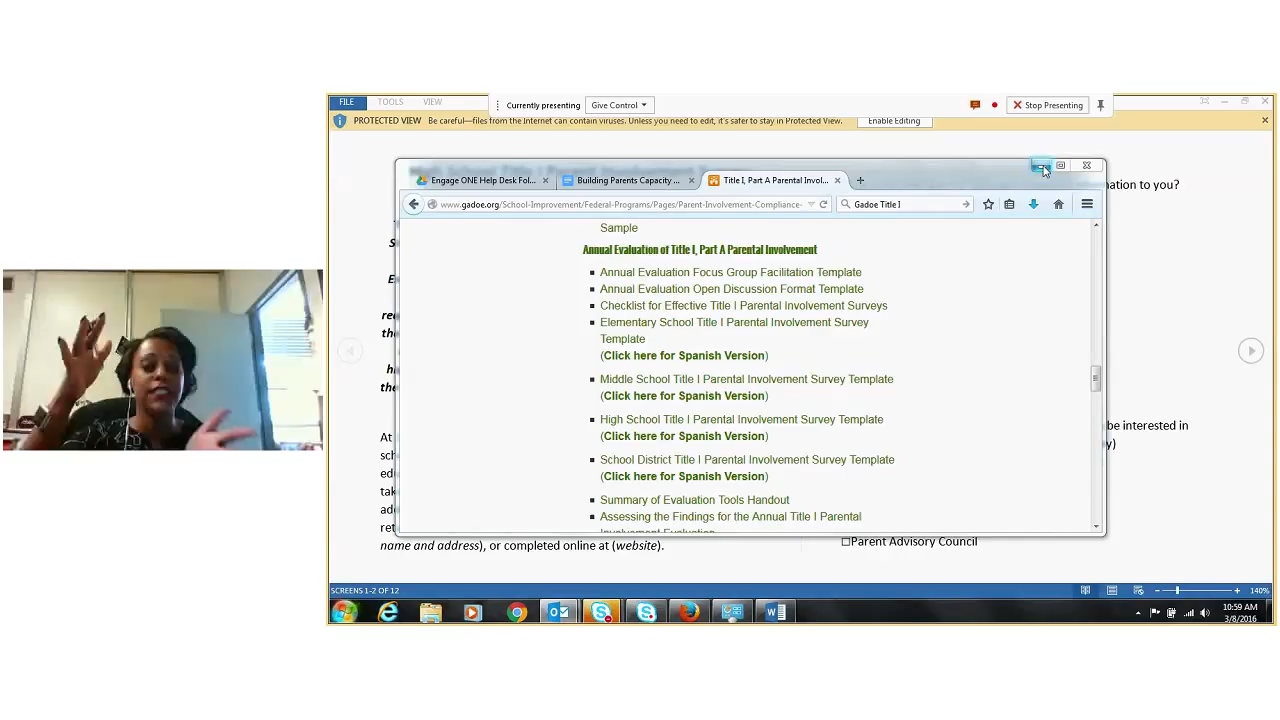 FILE TOOLS VIEW
Currently presenting Give Control Stop Presenting
PROTECTED VIEW Be careful—files from the Internet can contain viruses. Unless you need to edit, it's safer to stay in Protected View. Enable Editing
Engage ONE Help Desk Fol... Building Parents Capacity ... Title I, Part A Parental Invol...
www.gadoe.org/School-Improvement/Federal-Programs/Pages/Parent-Involvement-Compliance- Gadoe Title I
Sample
Annual Evaluation of Title I, Part A Parental Involvement
Annual Evaluation Focus Group Facilitation Template
Annual Evaluation Open Discussion Format Template
Checklist for Effective Title I Parental Involvement Surveys
Elementary School Title I Parental Involvement Survey
Template
(Click here for Spanish Version)
Middle School Title I Parental Involvement Survey Template
(Click here for Spanish Version)
High School Title I Parental Involvement Survey Template
(Click here for Spanish Version)
School District Title I Parental Involvement Survey Template
(Click here for Spanish Version)
Summary of Evaluation Tools Handout
Assessing the Findings for the Annual Title I Parental
Involvement Evaluation
At
name and address), or completed online at (website).
to you?
be interested in
☐Parent Advisory Council
SCREENS 1-2 OF 12 140%
10:59 AM
3/8/2016